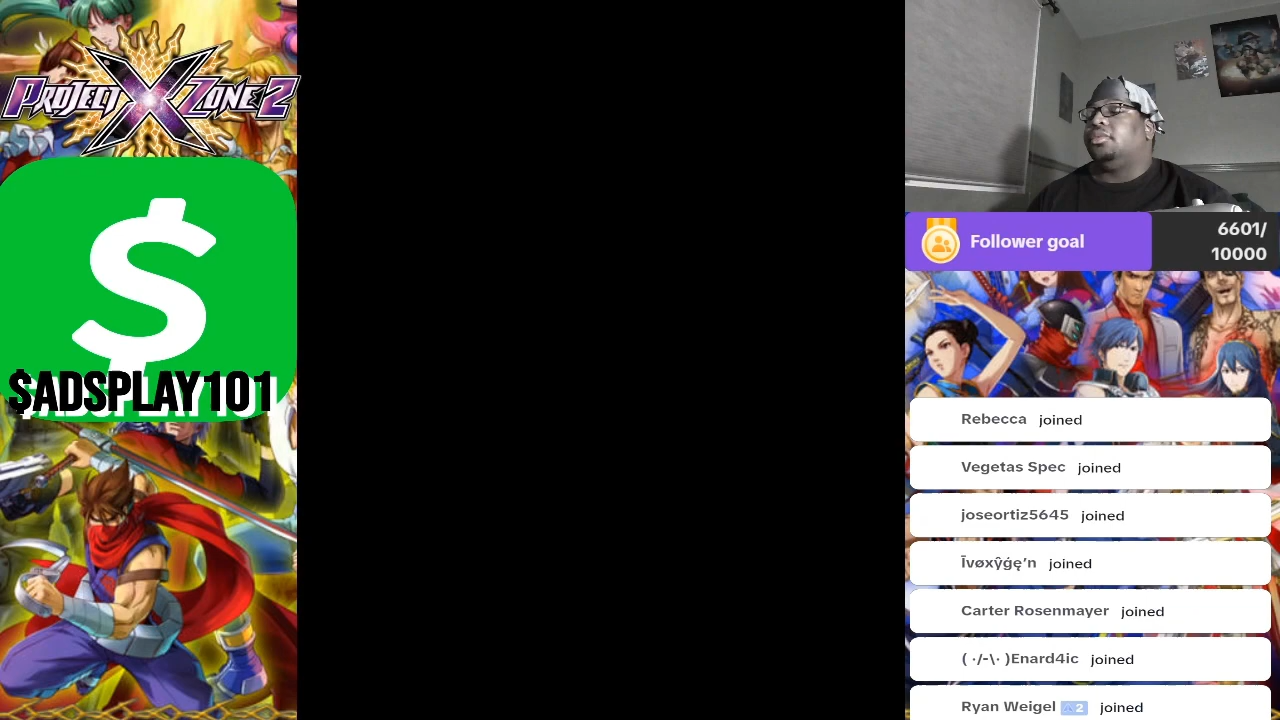 PROJECT X ZONE 2
$ADSPLAY101
Follower goal
6601/
10000
Rebecca joined
Vegetas Spec joined
joseortiz5645 joined
Īvøxŷģę'n joined
Carter Rosenmayer joined
( ·/-\· )Enard4ic joined
Ryan Weigel 2 joined